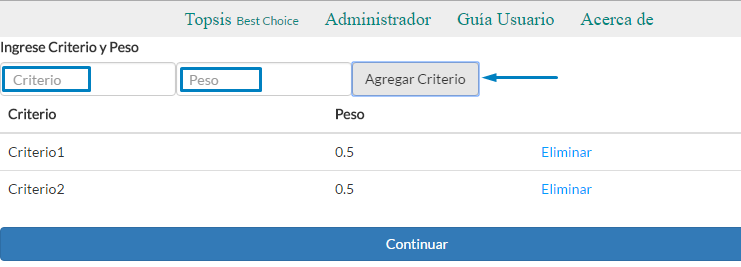 Topsis Best Choice Administrador Guía Usuario Acerca de
Ingrese Criterio y Peso
Criterio Peso Agregar Criterio
Criterio Peso
Criterio1 0.5 Eliminar
Criterio2 0.5 Eliminar
Continuar